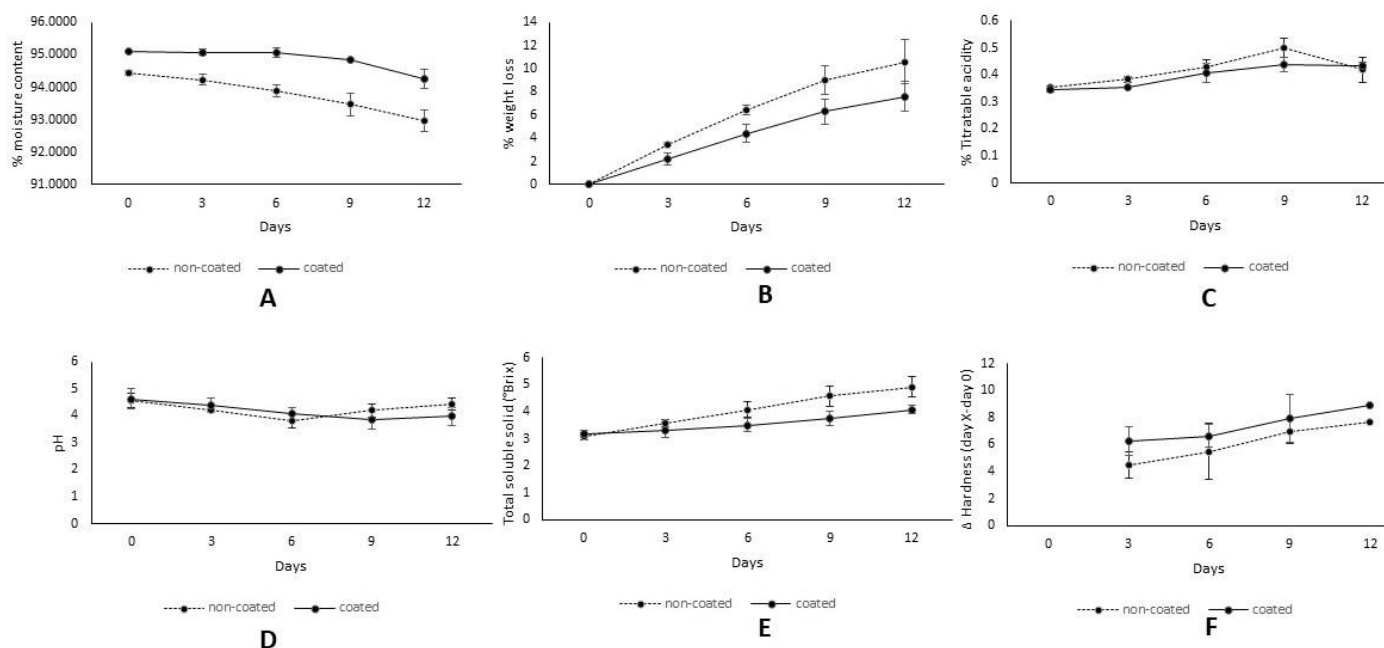 % moisture content
96.0000
95.0000
94.0000
93.0000
92.0000
91.0000
0 3 6 9 12
Days
non-coated coated
A
% weight loss
14
12
10
8
6
4
2
0
0 3 6 9 12
Days
non-coated coated
B
% Titratable acidity
0.6
0.5
0.4
0.3
0.2
0.1
0
0 3 6 9 12
Days
non-coated coated
C
pH
6
5
4
3
2
1
0
0 3 6 9 12
Days
non-coated coated
D
Total soluble solid (°Brix)
6
5
4
3
2
1
0
0 3 6 9 12
Days
non-coated coated
E
Δ Hardness (day X-day 0)
12
10
8
6
4
2
0
0 3 6 9 12
Days
non-coated coated
F